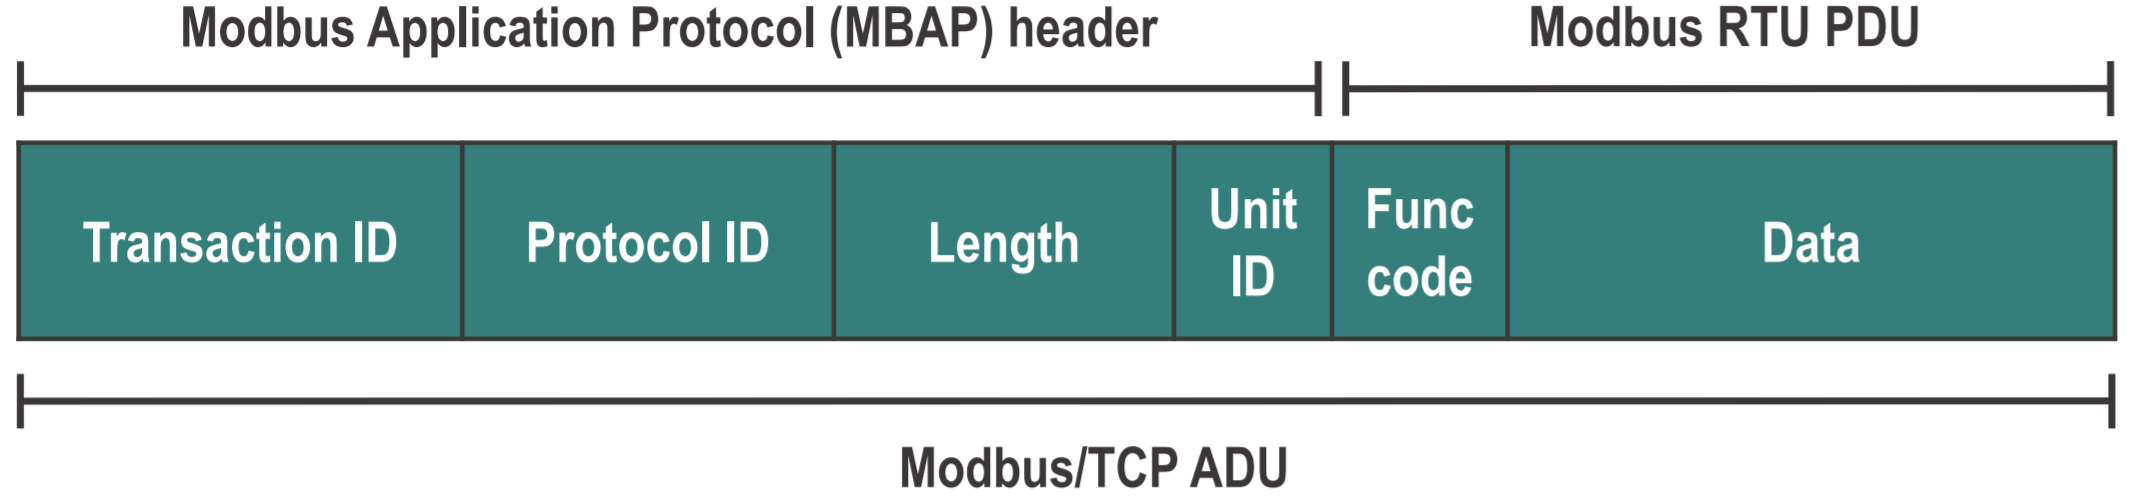 Modbus Application Protocol (MBAP) header
Modbus RTU PDU
Transaction ID
Protocol ID
Length
Unit
ID
Func
code
Data
Modbus/TCP ADU